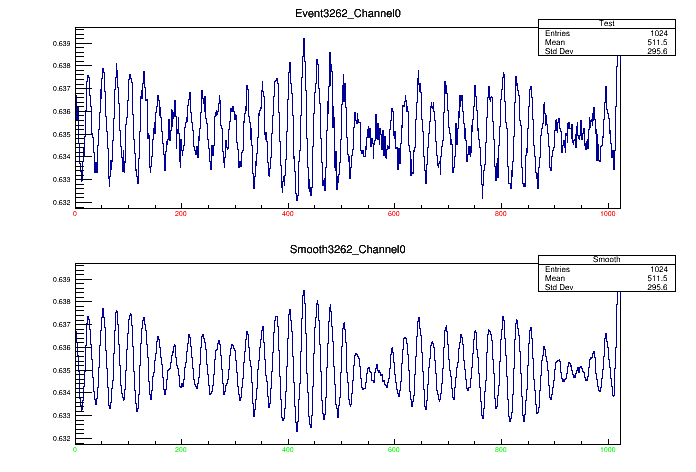 Event3262_Channel0
Test
Entries 1024
Mean 511.5
Std Dev 295.6
0.639
0.638
0.637
0.636
0.635
0.634
0.633
0.632
0 200 400 600 800 1000
Smooth3262_Channel0
Smooth
Entries 1024
Mean 511.5
Std Dev 295.6
0.639
0.638
0.637
0.636
0.635
0.634
0.633
0.632
0 200 400 600 800 1000